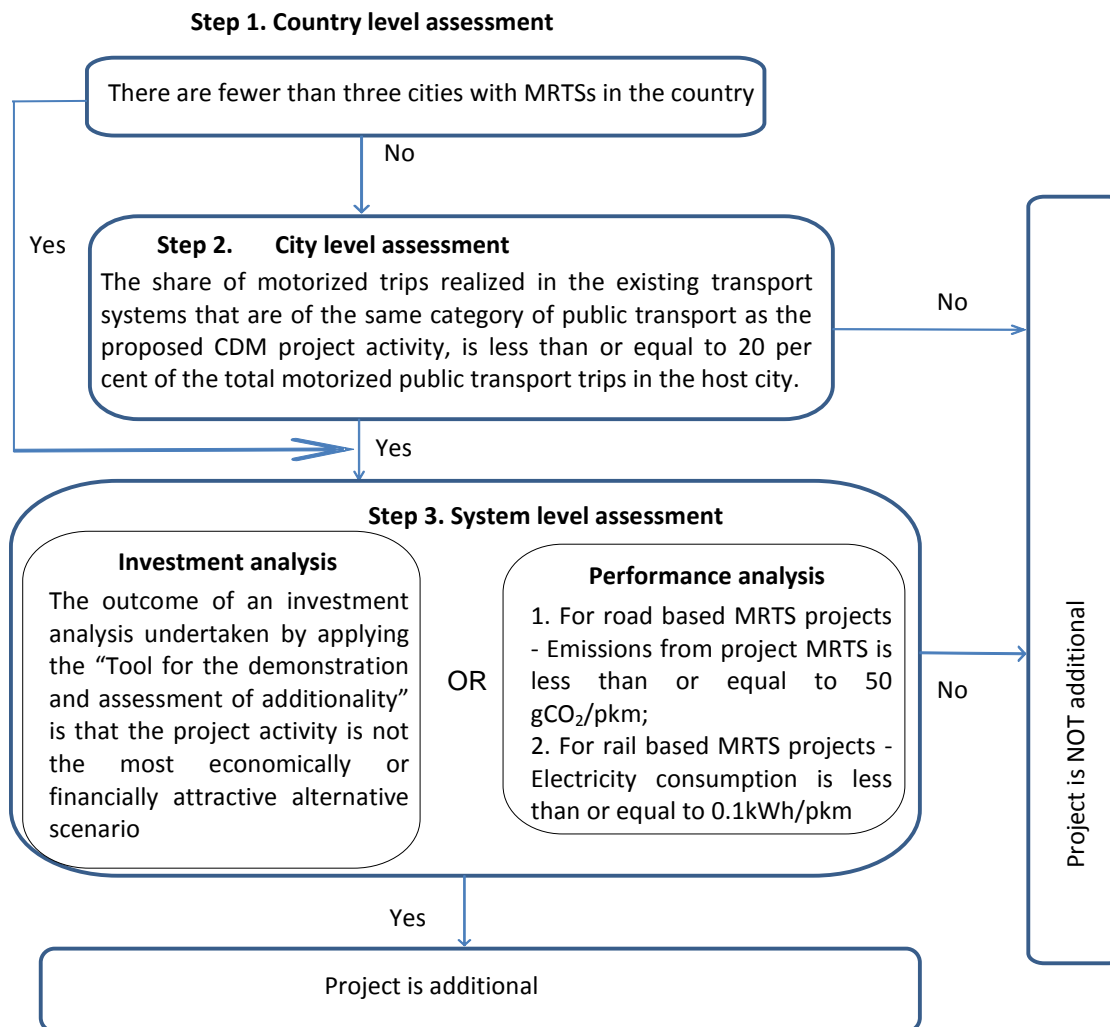 Step 1. Country level assessment
There are fewer than three cities with MRTSs in the country
No
Yes
Step 2. City level assessment
The share of motorized trips realized in the existing transport
systems that are of the same category of public transport as the
proposed CDM project activity, is less than or equal to 20 per
cent of the total motorized public transport trips in the host city.
No
Yes
Step 3. System level assessment
Investment analysis
The outcome of an investment
analysis undertaken by applying
the “Tool for the demonstration
and assessment of additionality”
is that the project activity is not
the most economically or
financially attractive alternative
scenario
OR
Performance analysis
1. For road based MRTS projects
- Emissions from project MRTS is
less than or equal to 50
gCO₂/pkm;
2. For rail based MRTS projects -
Electricity consumption is less
than or equal to 0.1kWh/pkm
No
Project is NOT additional
Yes
Project is additional